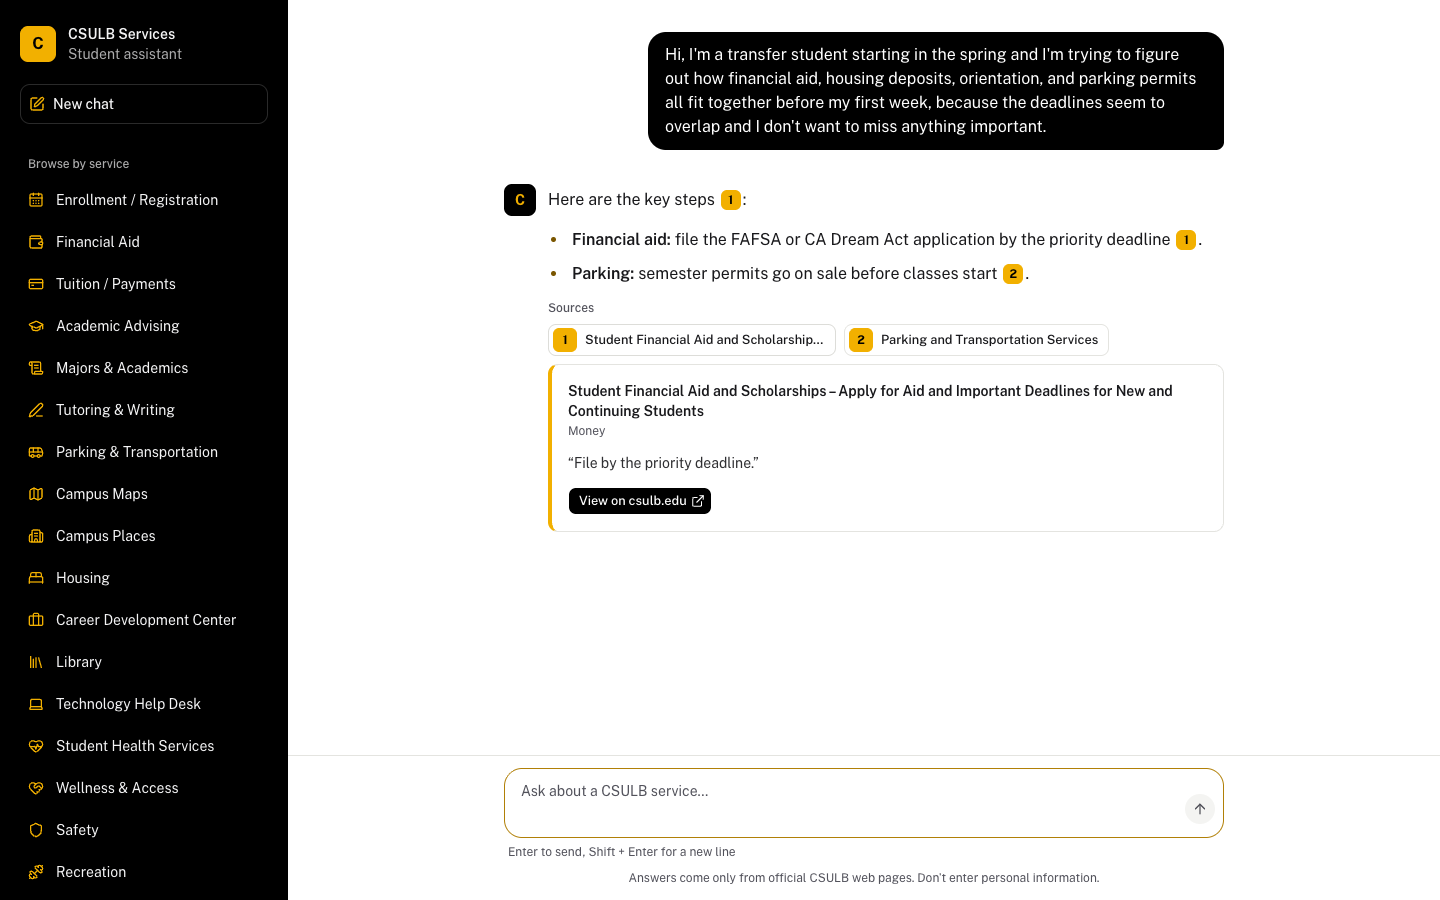 C
CSULB Services
Student assistant
New chat
Browse by service
Enrollment / Registration
Financial Aid
Tuition / Payments
Academic Advising
Majors & Academics
Tutoring & Writing
Parking & Transportation
Campus Maps
Campus Places
Housing
Career Development Center
Library
Technology Help Desk
Student Health Services
Wellness & Access
Safety
Recreation
Hi, I'm a transfer student starting in the spring and I'm trying to figure
out how financial aid, housing deposits, orientation, and parking permits
all fit together before my first week, because the deadlines seem to
overlap and I don't want to miss anything important.
C
Here are the key steps 1:
• Financial aid: file the FAFSA or CA Dream Act application by the priority deadline 1.
• Parking: semester permits go on sale before classes start 2.
Sources
1 Student Financial Aid and Scholarship…
2 Parking and Transportation Services
Student Financial Aid and Scholarships – Apply for Aid and Important Deadlines for New and
Continuing Students
Money
“File by the priority deadline.”
View on csulb.edu
Ask about a CSULB service…
Enter to send, Shift + Enter for a new line
Answers come only from official CSULB web pages. Don't enter personal information.